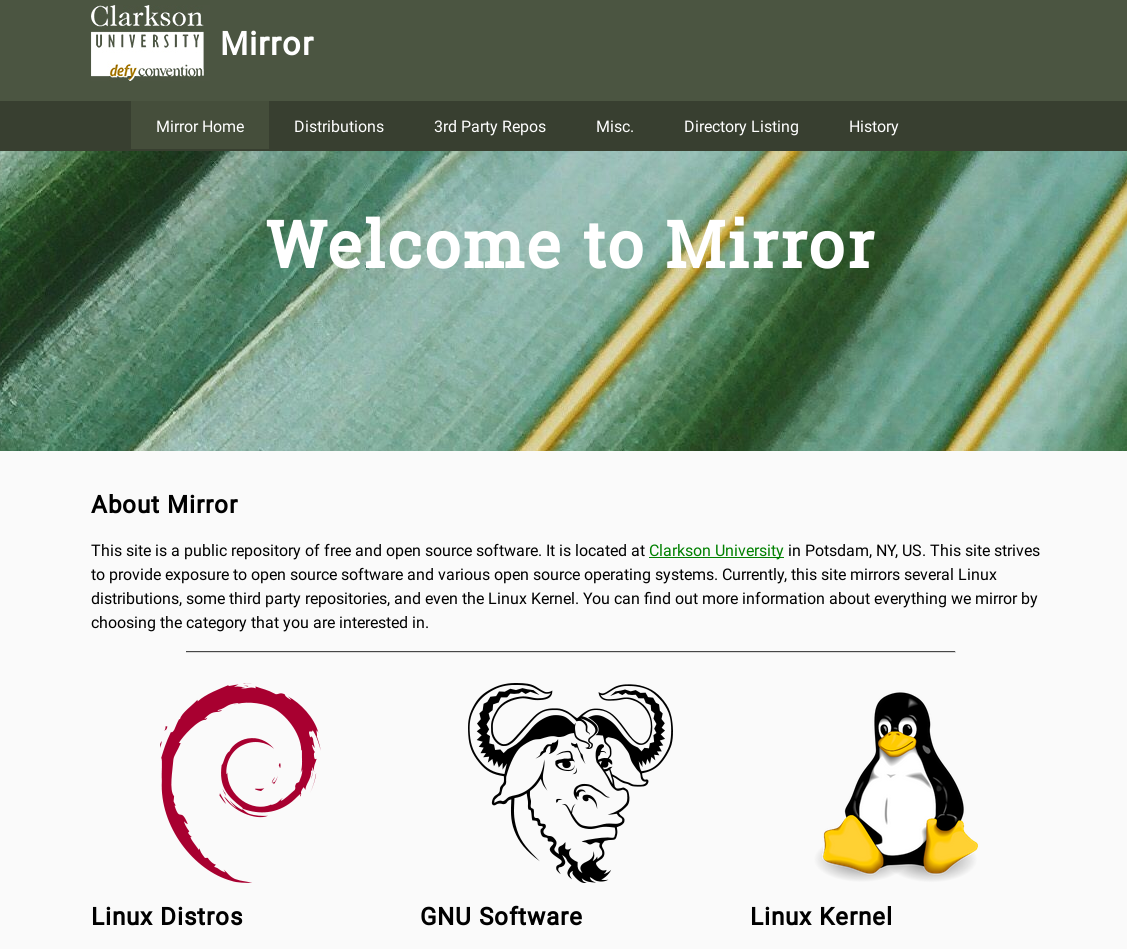 Clarkson
UNIVERSITY
defy convention
Mirror
Mirror Home
Distributions
3rd Party Repos
Misc.
Directory Listing
History
Welcome to Mirror
About Mirror
This site is a public repository of free and open source software. It is located at Clarkson University in Potsdam, NY, US. This site strives
to provide exposure to open source software and various open source operating systems. Currently, this site mirrors several Linux
distributions, some third party repositories, and even the Linux Kernel. You can find out more information about everything we mirror by
choosing the category that you are interested in.
Linux Distros
GNU Software
Linux Kernel